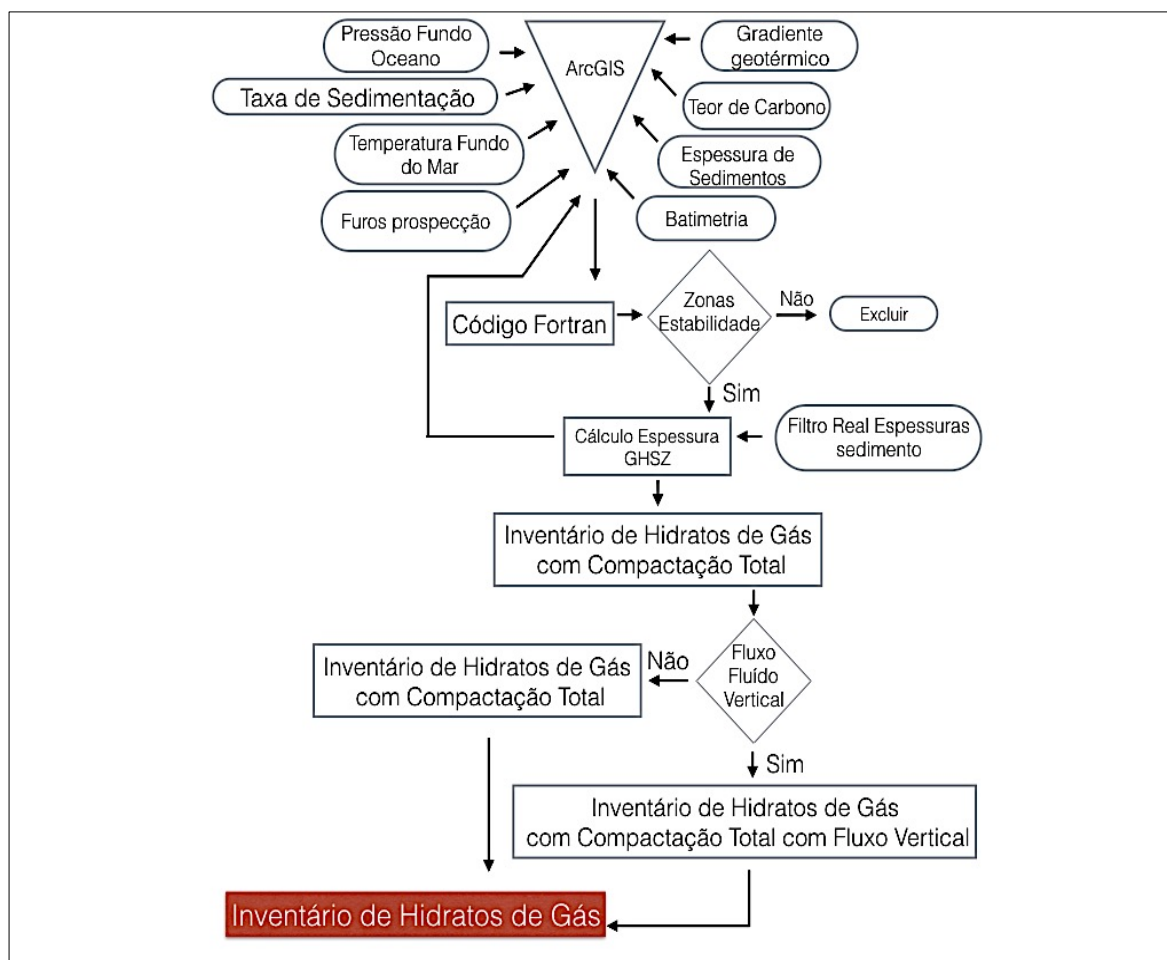 Pressão Fundo
Oceano
ArcGIS
Gradiente
geotérmico
Taxa de Sedimentação
Teor de Carbono
Temperatura Fundo
do Mar
Espessura de
Sedimentos
Furos prospecção
Batimetria
Código Fortran
Zonas
Estabilidade
Não
Excluir
Sim
Cálculo Espessura
GHSZ
Filtro Real Espessuras
sedimento
Inventário de Hidratos de Gás
com Compactação Total
Fluxo
Fluído
Vertical
Não
Inventário de Hidratos de Gás
com Compactação Total
Sim
Inventário de Hidratos de Gás
com Compactação Total com Fluxo Vertical
Inventário de Hidratos de Gás